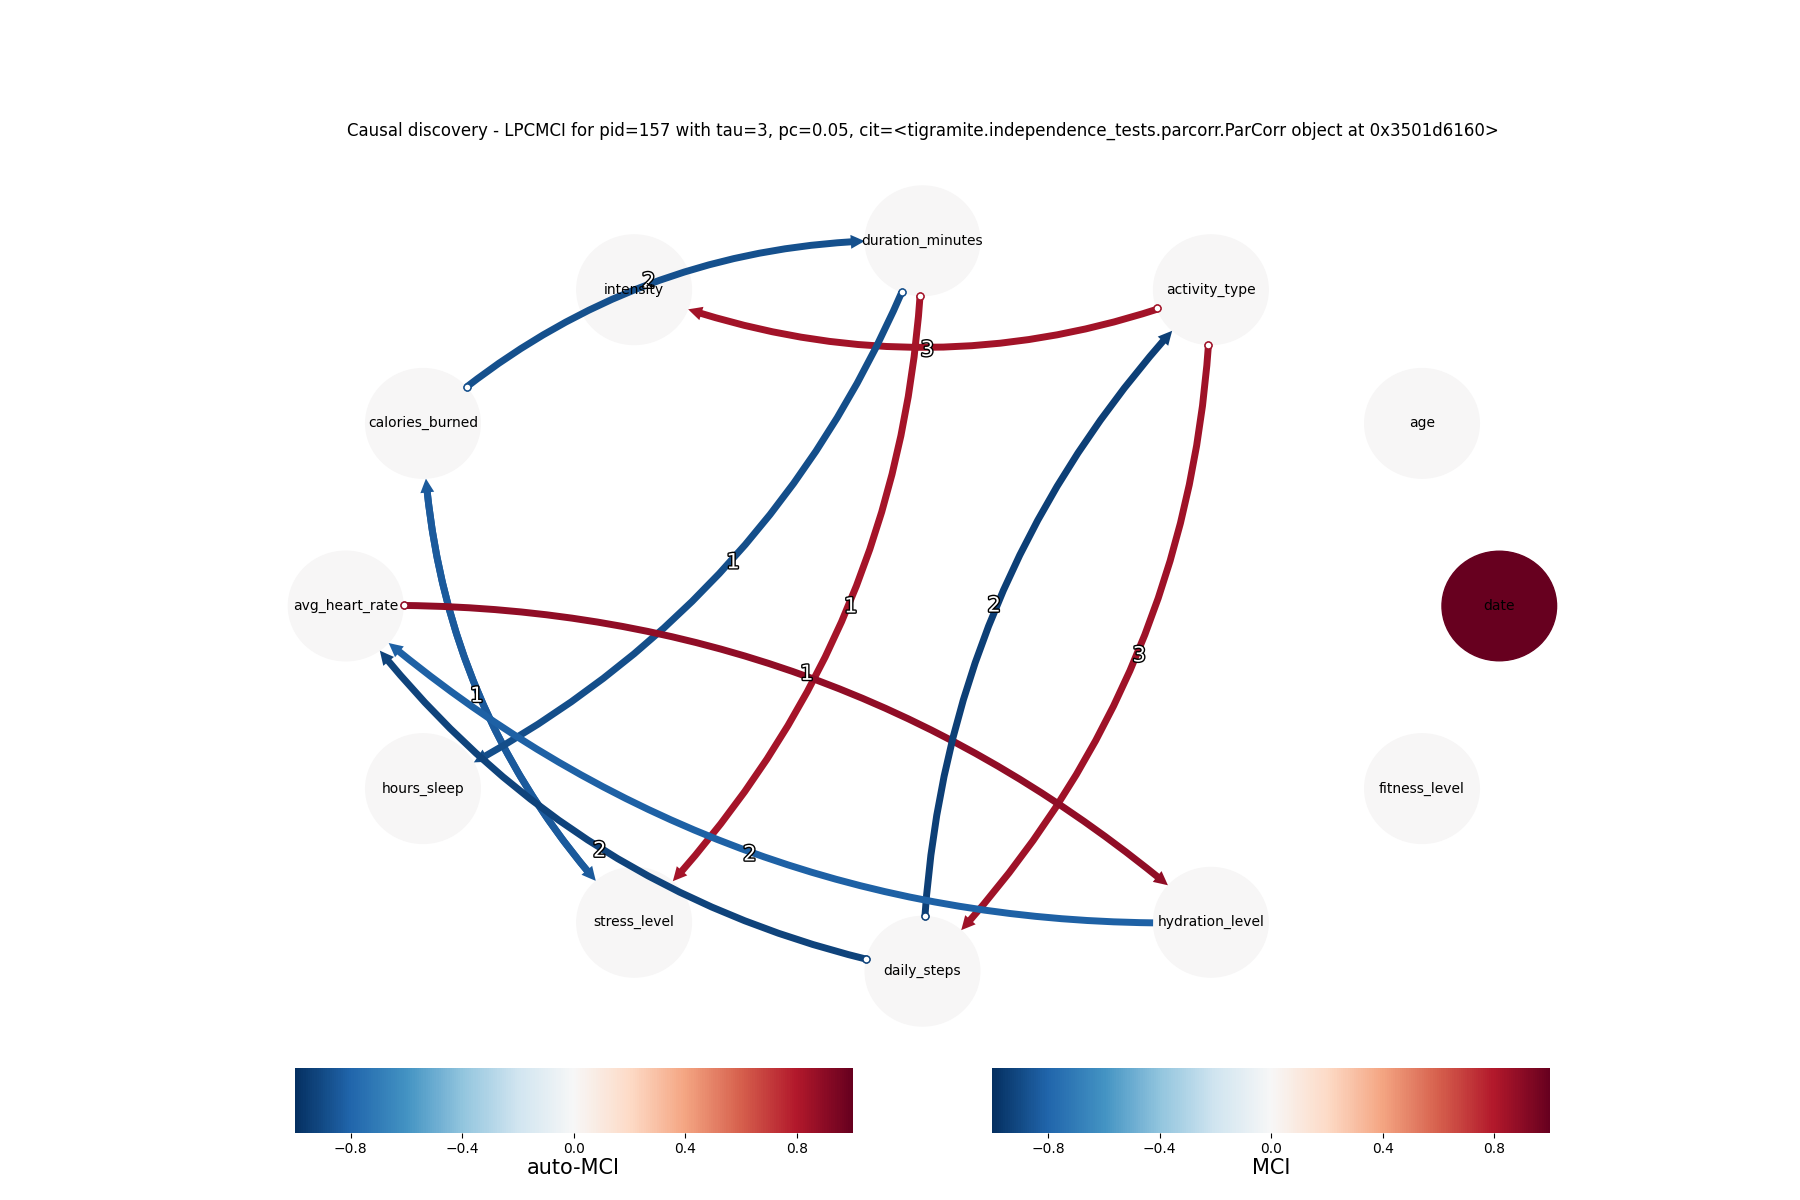 Causal discovery - LPCMCI for pid=157 with tau=3, pc=0.05, cit=<tigramite.independence_tests.parcorr.ParCorr object at 0x3501d6160>
duration_minutes
2
intensity
activity_type
3
calories_burned
age
1
avg_heart_rate
1
2
date
3
1
1
hours_sleep
fitness_level
2
2
stress_level
hydration_level
daily_steps
−0.8 −0.4 0.0 0.4 0.8
auto-MCI
−0.8 −0.4 0.0 0.4 0.8
MCI